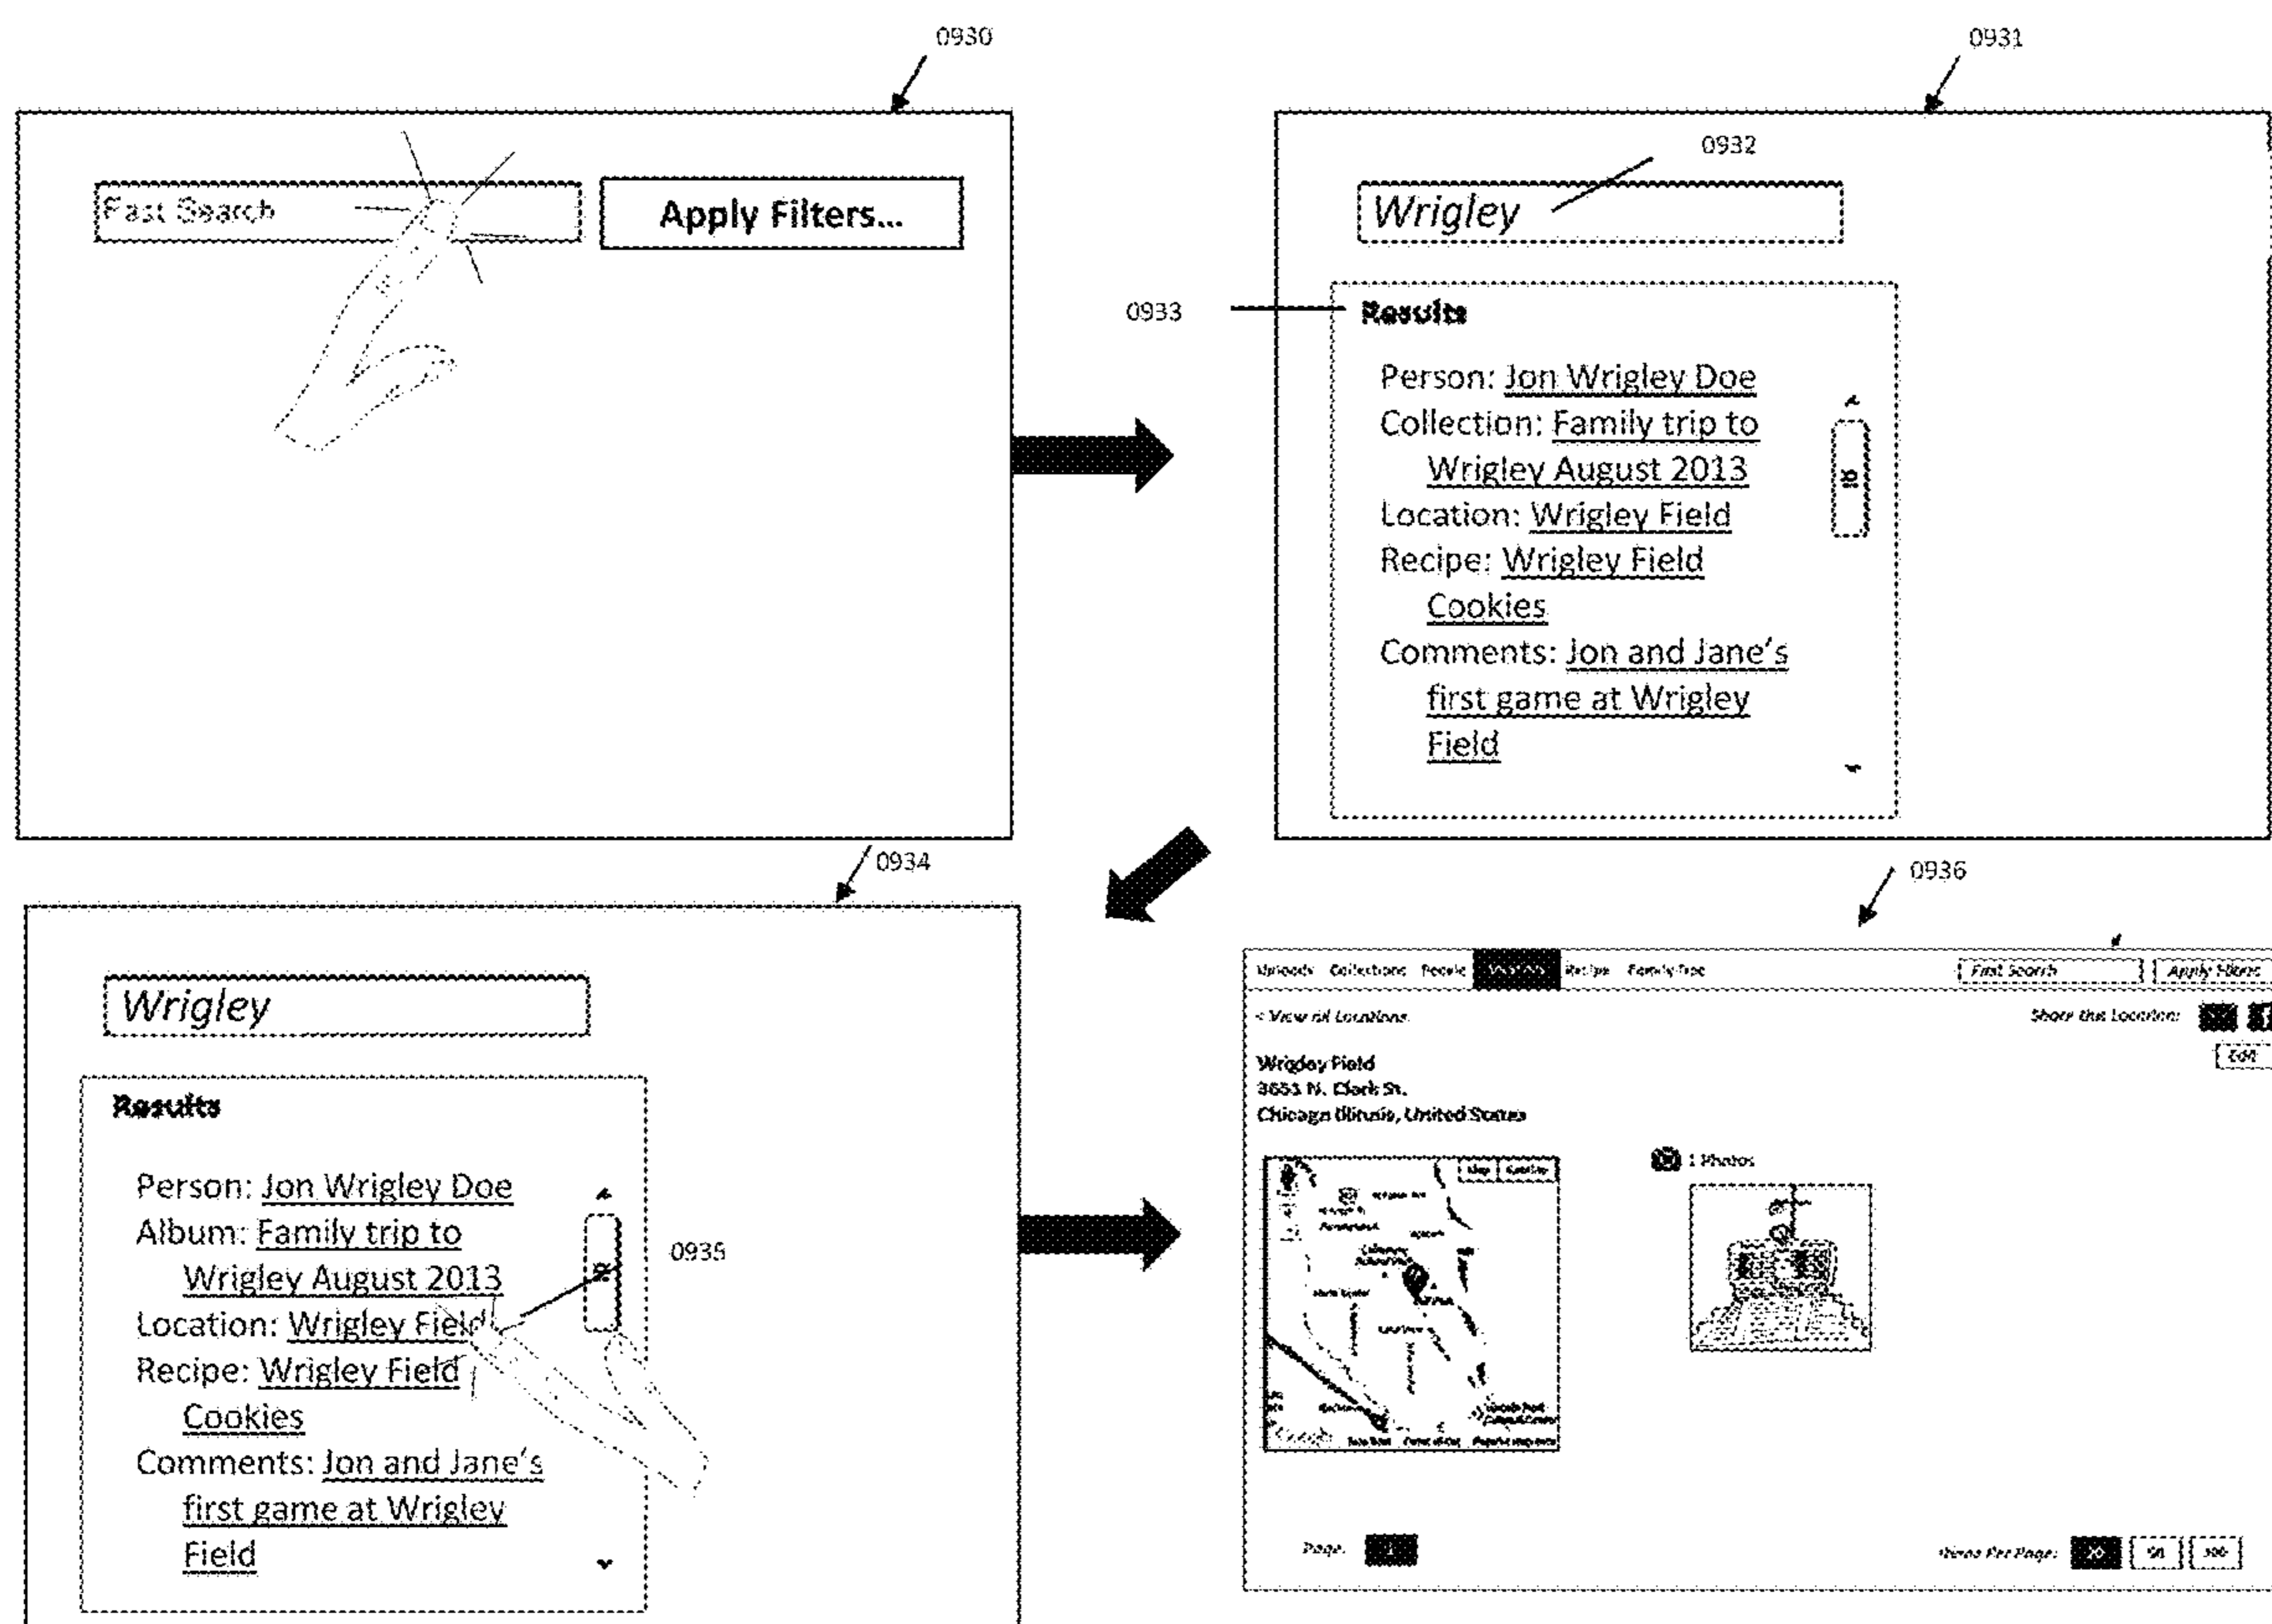 0930
0931
Fast Search
Apply Filters...
0932
Wrigley
0933
Results
Person: Jon Wrigley Doe
Collection: Family trip to
Wrigley August 2013
Location: Wrigley Field
Recipe: Wrigley Field
Cookies
Comments: Jon and Jane's
first game at Wrigley
Field
0934
0936
Wrigley
Results
Person: Jon Wrigley Doe
Album: Family trip to
Wrigley August 2013
0935
Location: Wrigley Field
Recipe: Wrigley Field
Cookies
Comments: Jon and Jane's
first game at Wrigley
Field
Uploads Collections People Recipe Family Tree
Fast Search
Apply Filters
< View all Locations
Share this Location:
Edit
Wrigley Field
N. Clark St.
Chicago Illinois, United States
1 Photos
Google
Page: 1
Per Page: 20 50 100